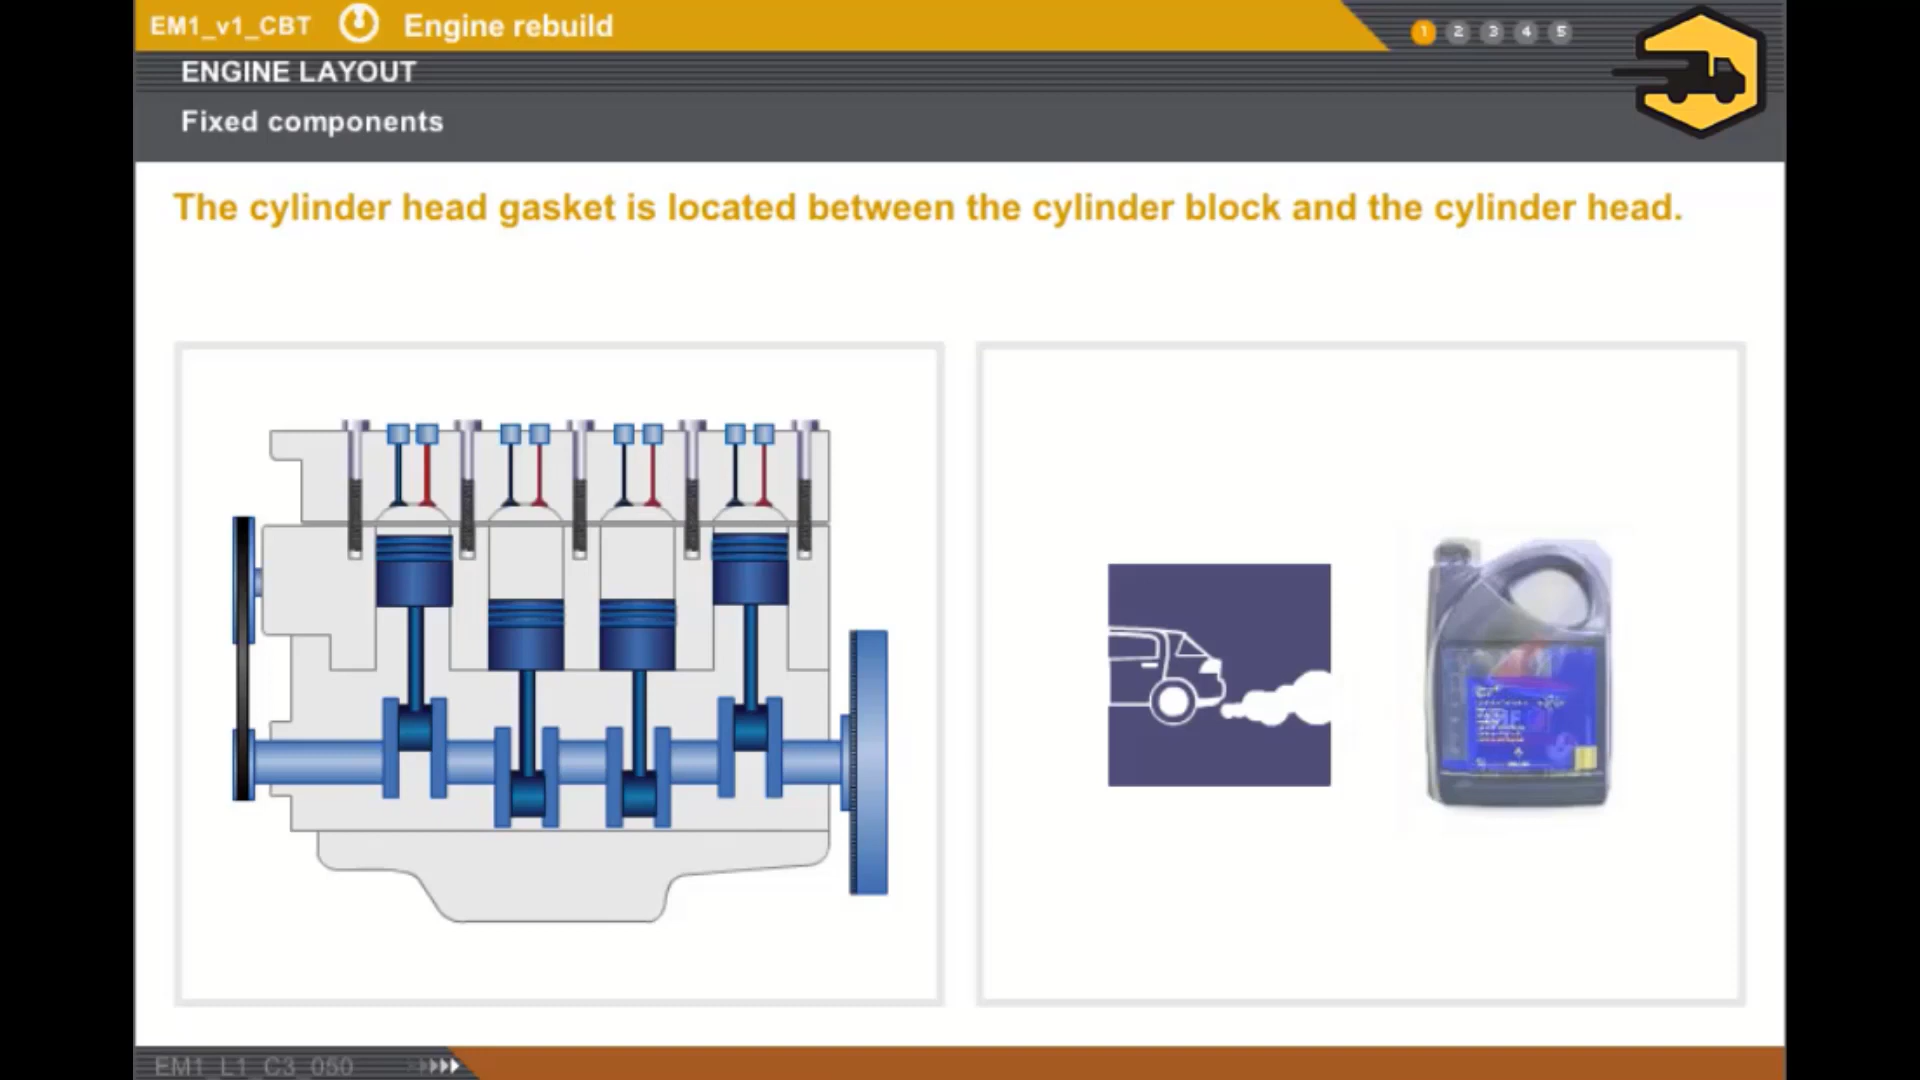 EM1_v1_CBT Engine rebuild 1 2 3 4 5
ENGINE LAYOUT
Fixed components
The cylinder head gasket is located between the cylinder block and the cylinder head.
EM1_L1_C3_050